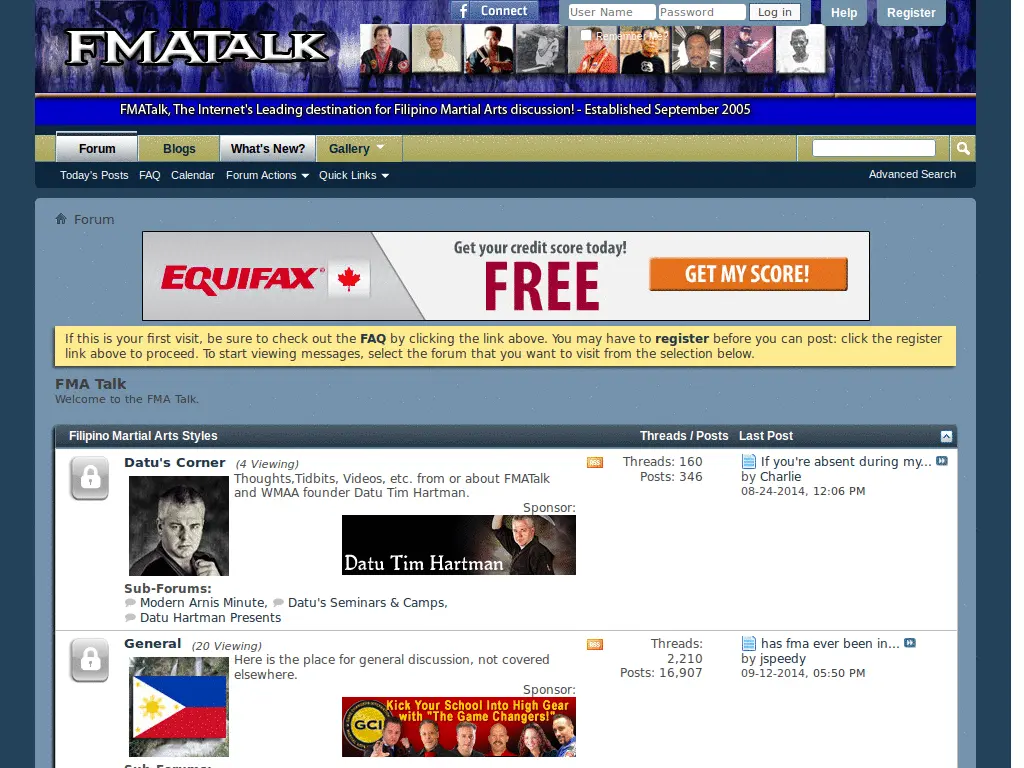 Connect
User Name
Password
Log in
Help
Register
Remember Me?
FMATALK
FMATalk, The Internet's Leading destination for Filipino Martial Arts discussion! - Established September 2005
Forum
Blogs
What's New?
Gallery
Today's Posts
FAQ
Calendar
Forum Actions
Quick Links
Advanced Search
Forum
EQUIFAX
Get your credit score today!
FREE
GET MY SCORE!
If this is your first visit, be sure to check out the FAQ by clicking the link above. You may have to register before you can post: click the register
link above to proceed. To start viewing messages, select the forum that you want to visit from the selection below.
FMA Talk
Welcome to the FMA Talk.
Filipino Martial Arts Styles
Threads / Posts
Last Post
Datu's Corner (4 Viewing)
Thoughts,Tidbits, Videos, etc. from or about FMATalk
and WMAA founder Datu Tim Hartman.
Sponsor:
Datu Tim Hartman
Sub-Forums:
Modern Arnis Minute, Datu's Seminars & Camps,
Datu Hartman Presents
RSS
Threads: 160
Posts: 346
If you're absent during my...
by Charlie
08-24-2014, 12:06 PM
General (20 Viewing)
Here is the place for general discussion, not covered
elsewhere.
Sponsor:
GCI
Kick Your School Into High Gear
with "The Game Changers!"
RSS
Threads:
2,210
Posts: 16,907
has fma ever been in...
by jspeedy
09-12-2014, 05:50 PM